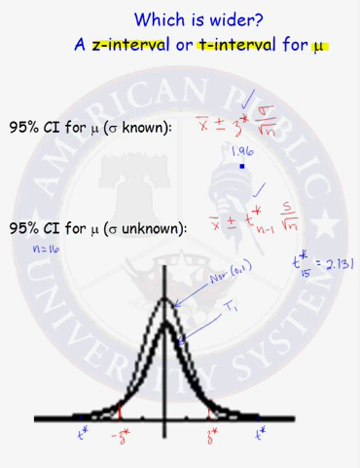 Which is wider?
A z-interval or t-interval for μ
95% CI for μ (σ known): x̄ ± z* σ/√n
1.96
95% CI for μ (σ unknown): x̄ ± t*n-1 s/√n
n=16
t*15 = 2.131
Nor(0,1)
T1
t* -z* z* t*
AMERICAN PUBLIC UNIVERSITY SYSTEM